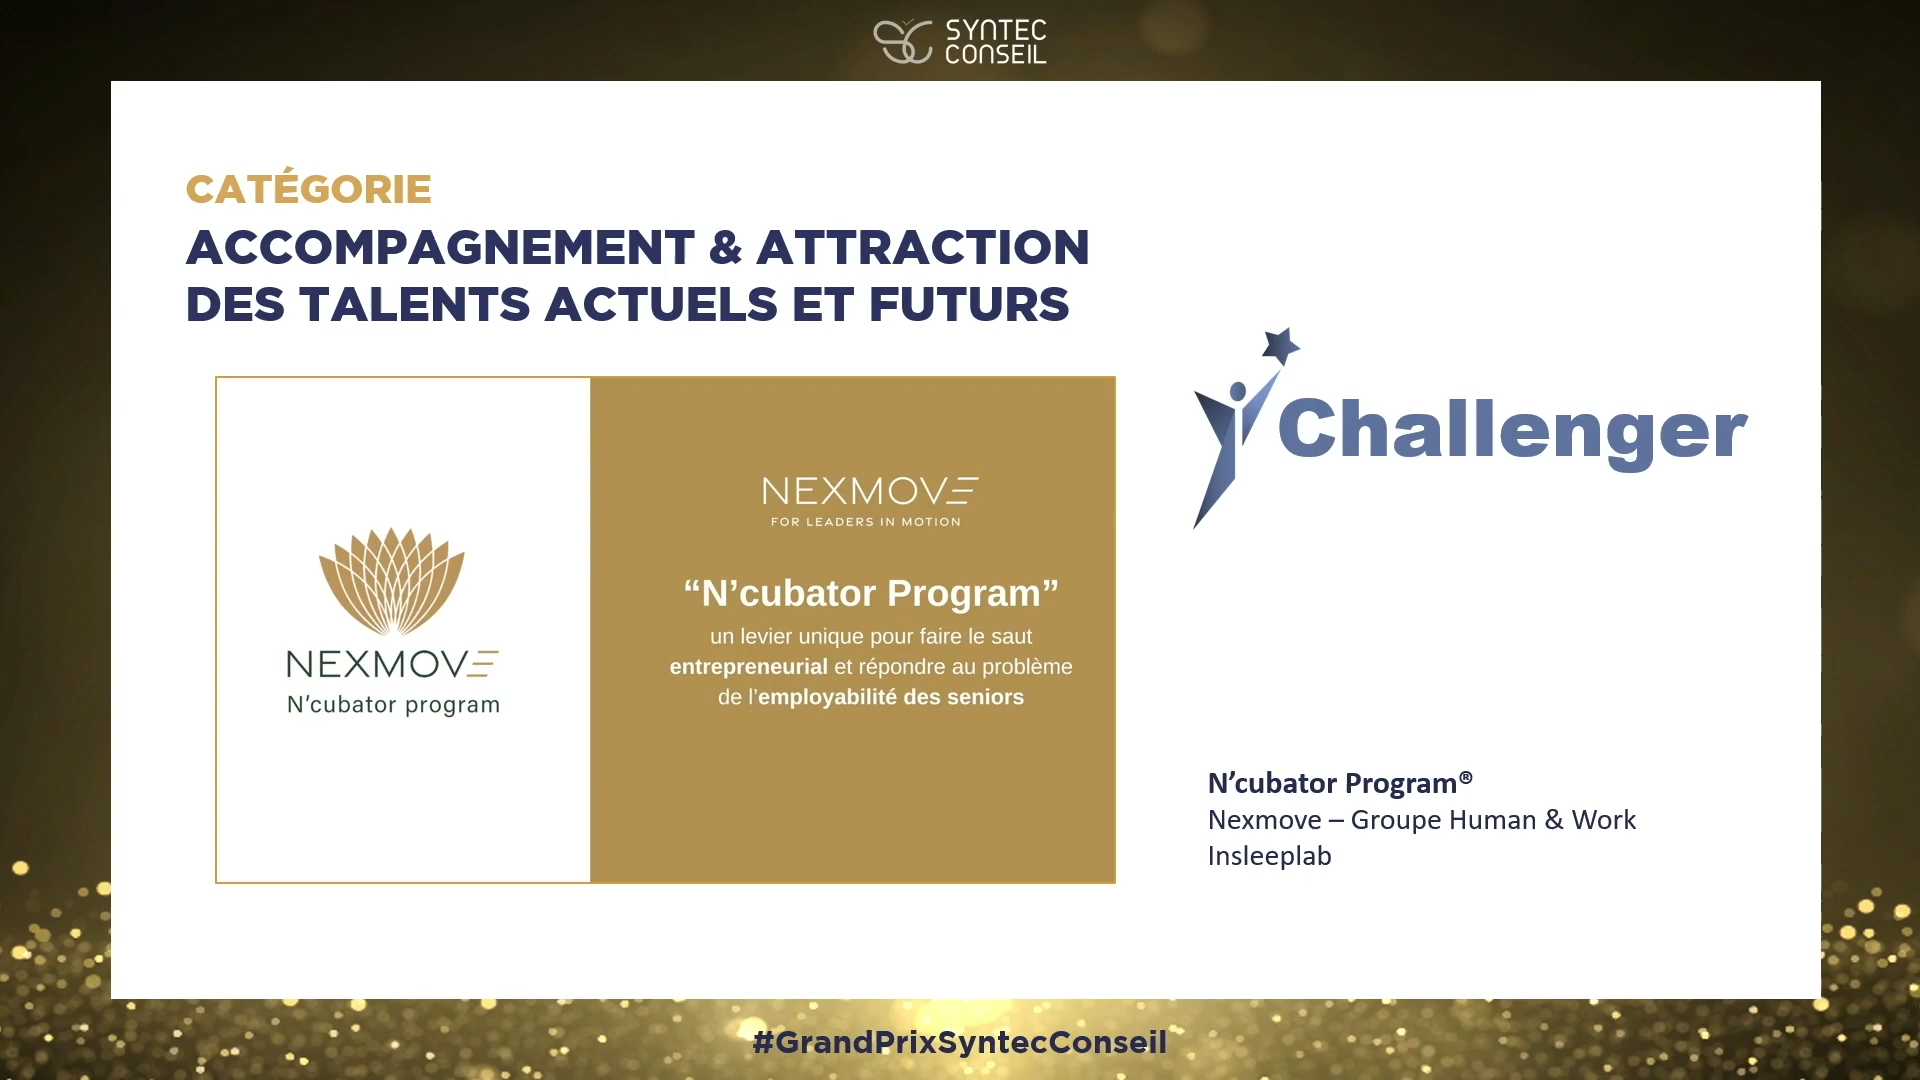 SYNTEC
CONSEIL
CATÉGORIE
ACCOMPAGNEMENT & ATTRACTION
DES TALENTS ACTUELS ET FUTURS
NEXMOVE
N'cubator program
NEXMOVE
FOR LEADERS IN MOTION
“N’cubator Program”
un levier unique pour faire le saut
entrepreneurial et répondre au problème
de l’employabilité des seniors
Challenger
N’cubator Program®
Nexmove – Groupe Human & Work
Insleeplab
#GrandPrixSyntecConseil